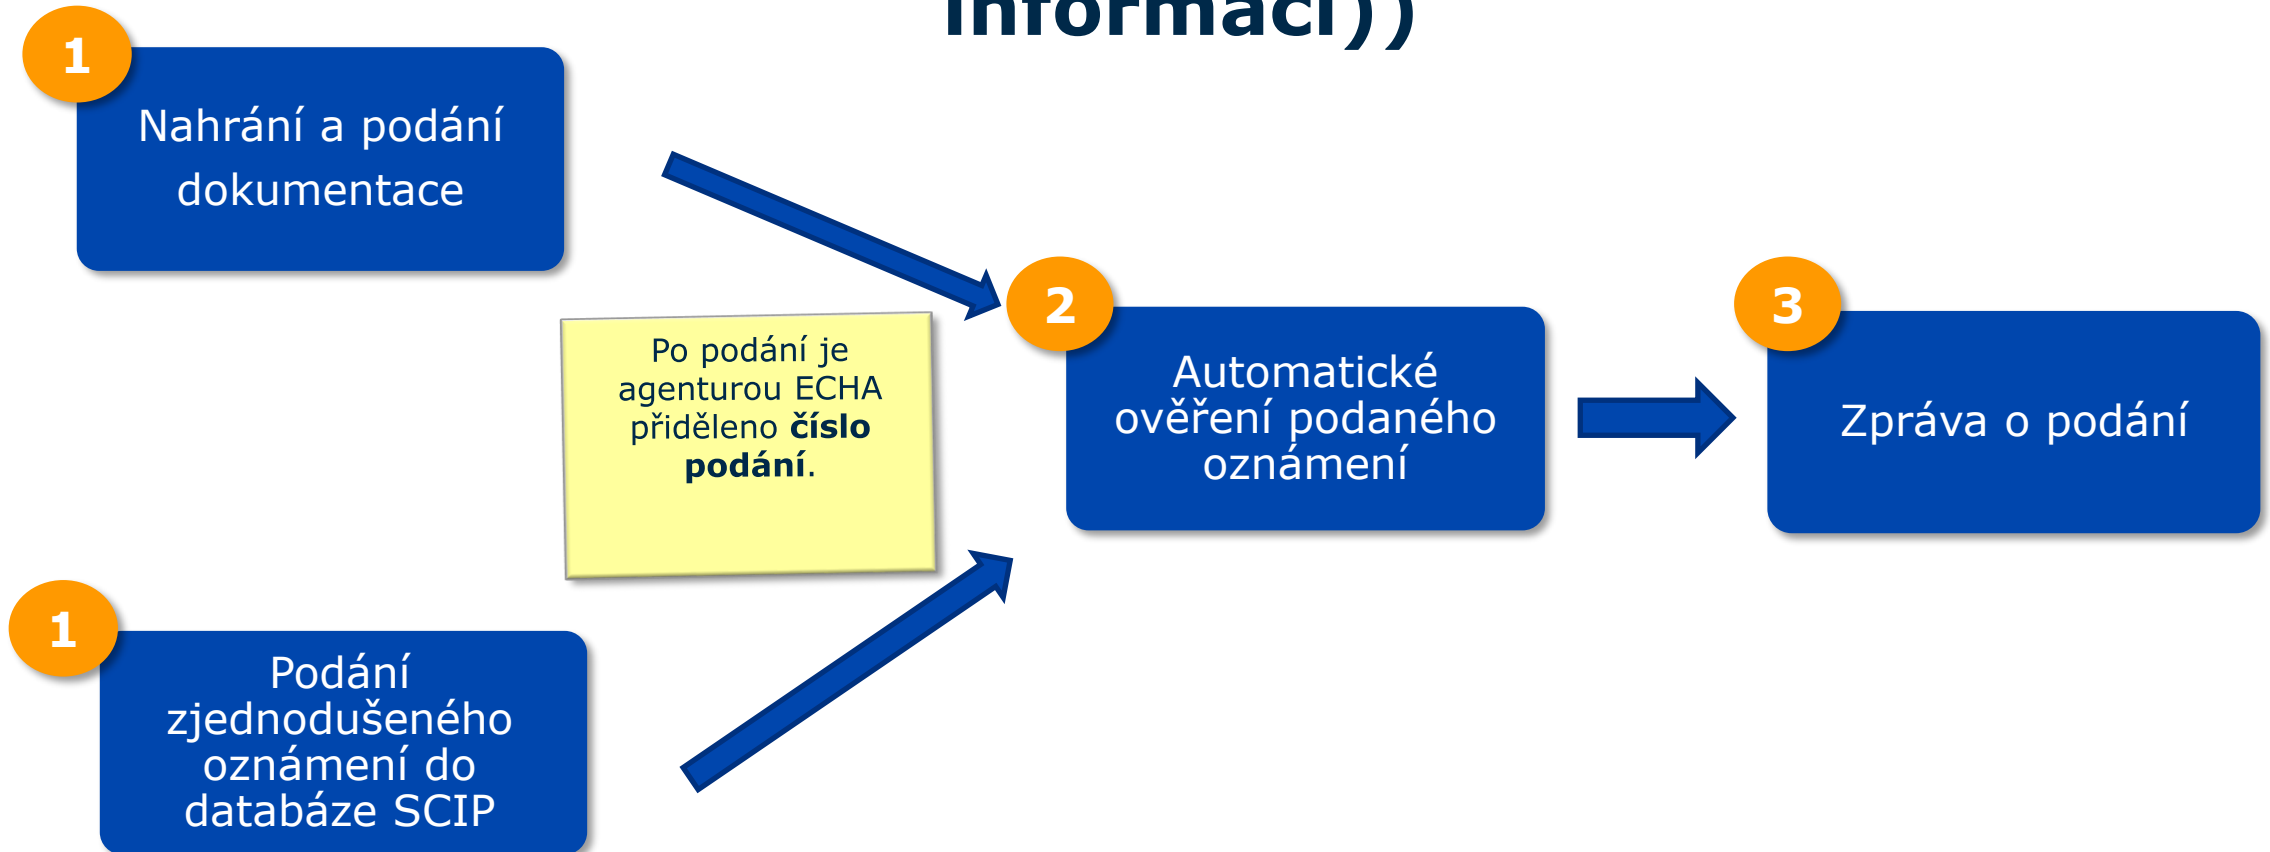 informací))
1
Nahrání a podání
dokumentace
Po podání je
agenturou ECHA
přiděleno číslo
podání.
2
Automatické
ověření podaného
oznámení
3
Zpráva o podání
1
Podání
zjednodušeného
oznámení do
databáze SCIP